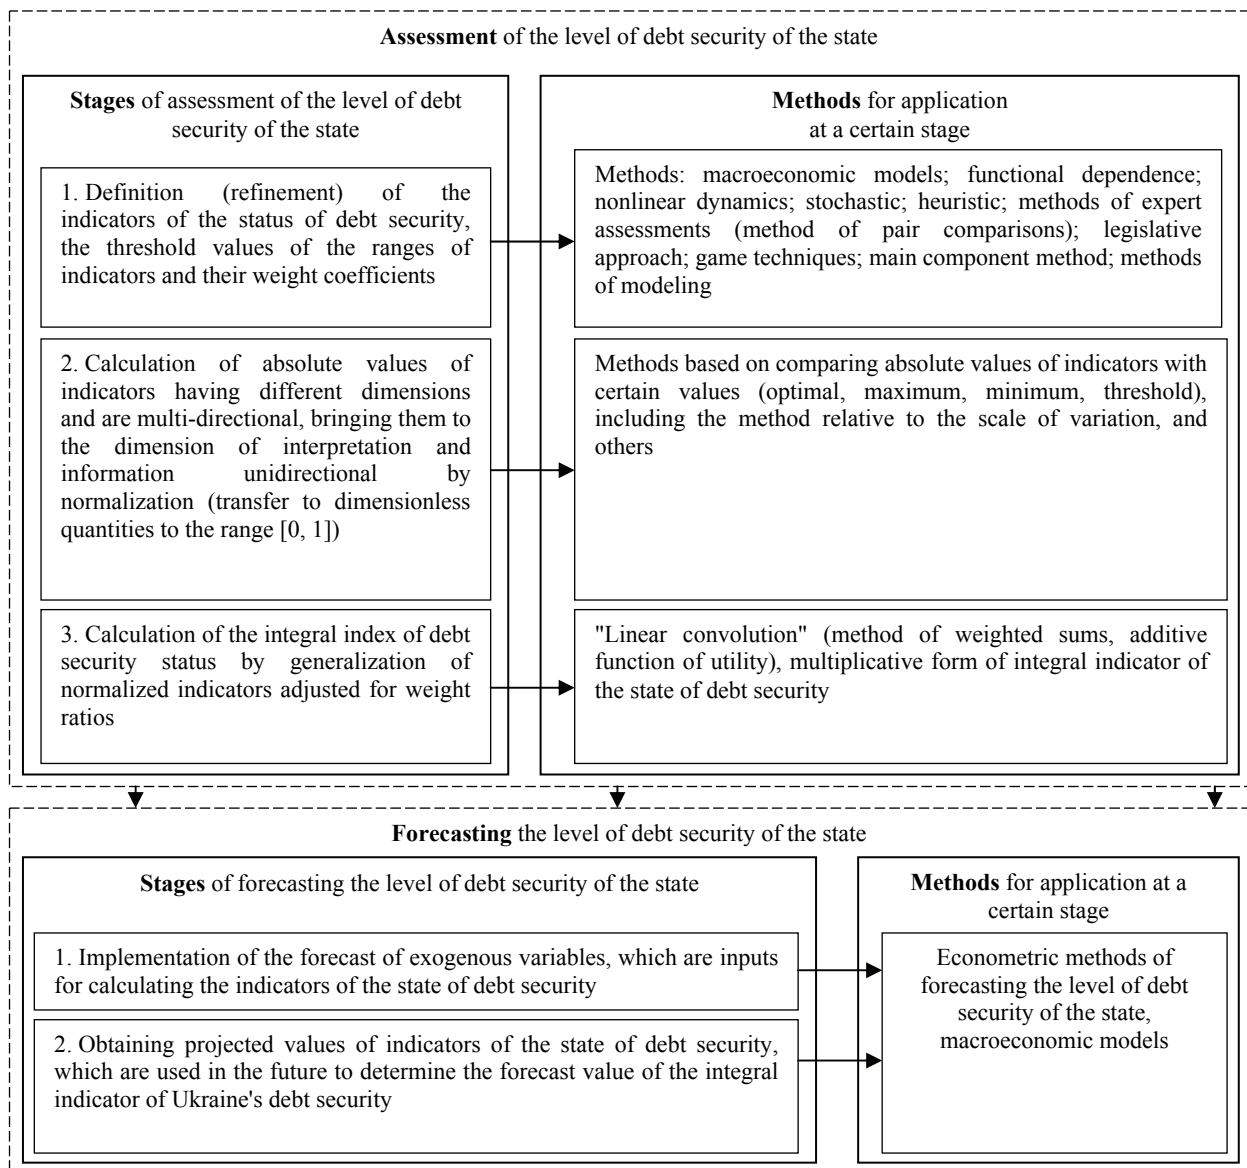 Assessment of the level of debt security of the state
Stages of assessment of the level of debt
security of the state
1. Definition (refinement) of the
indicators of the status of debt security,
the threshold values of the ranges of
indicators and their weight coefficients
2. Calculation of absolute values of
indicators having different dimensions
and are multi-directional, bringing them to
the dimension of interpretation and
information unidirectional by
normalization (transfer to dimensionless
quantities to the range [0, 1])
3. Calculation of the integral index of debt
security status by generalization of
normalized indicators adjusted for weight
ratios
Methods for application
at a certain stage
Methods: macroeconomic models; functional dependence;
nonlinear dynamics; stochastic; heuristic; methods of expert
assessments (method of pair comparisons); legislative
approach; game techniques; main component method; methods
of modeling
Methods based on comparing absolute values of indicators with
certain values (optimal, maximum, minimum, threshold),
including the method relative to the scale of variation, and
others
"Linear convolution" (method of weighted sums, additive
function of utility), multiplicative form of integral indicator of
the state of debt security
Forecasting the level of debt security of the state
Stages of forecasting the level of debt security of the state
1. Implementation of the forecast of exogenous variables, which are inputs
for calculating the indicators of the state of debt security
2. Obtaining projected values of indicators of the state of debt security,
which are used in the future to determine the forecast value of the integral
indicator of Ukraine's debt security
Methods for application at a
certain stage
Econometric methods of
forecasting the level of debt
security of the state,
macroeconomic models